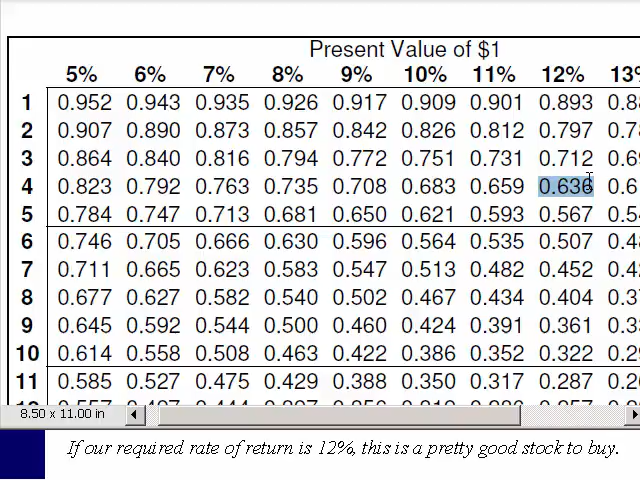 Present Value of $1
5% 6% 7% 8% 9% 10% 11% 12% 13%
1 0.952 0.943 0.935 0.926 0.917 0.909 0.901 0.893
2 0.907 0.890 0.873 0.857 0.842 0.826 0.812 0.797
3 0.864 0.840 0.816 0.794 0.772 0.751 0.731 0.712
4 0.823 0.792 0.763 0.735 0.708 0.683 0.659 0.636
5 0.784 0.747 0.713 0.681 0.650 0.621 0.593 0.567
6 0.746 0.705 0.666 0.630 0.596 0.564 0.535 0.507
7 0.711 0.665 0.623 0.583 0.547 0.513 0.482 0.452
8 0.677 0.627 0.582 0.540 0.502 0.467 0.434 0.404
9 0.645 0.592 0.544 0.500 0.460 0.424 0.391 0.361
10 0.614 0.558 0.508 0.463 0.422 0.386 0.352 0.322
11 0.585 0.527 0.475 0.429 0.388 0.350 0.317 0.287
8.50 x 11.00 in
If our required rate of return is 12%, this is a pretty good stock to buy.